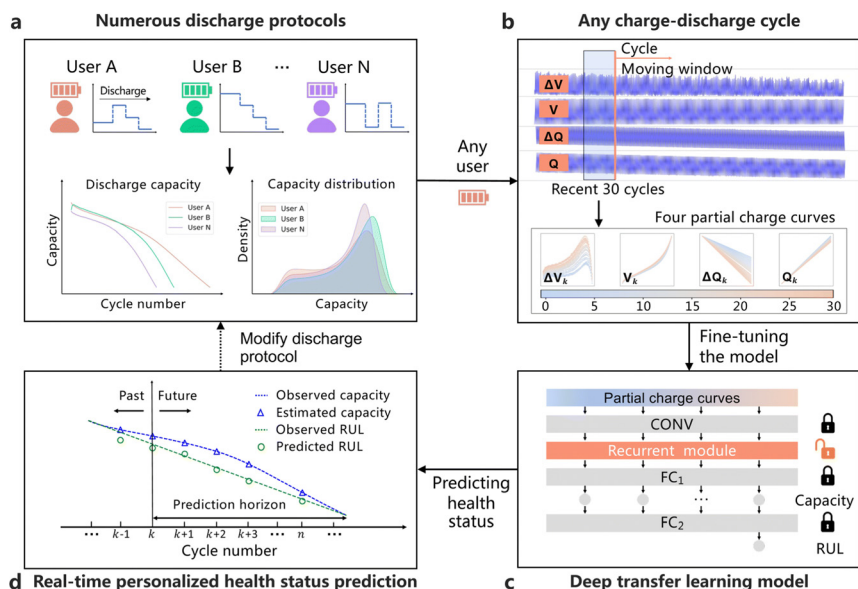 a Numerous discharge protocols
User A User B ... User N
Discharge
Discharge capacity
User A
User B
User N
Capacity
Cycle number
Capacity distribution
User A
User B
User N
Density
Capacity
Any
user
b Any charge-discharge cycle
Cycle
Moving window
ΔV
V
ΔQ
Q
Recent 30 cycles
Four partial charge curves
ΔVk Vk ΔQk Qk
0 5 10 15 20 25 30
Fine-tuning
the model
Partial charge curves
CONV
Recurrent module
FC1
... Capacity
FC2
RUL
c Deep transfer learning model
Predicting
health
status
Modify discharge
protocol
Past Future
Observed capacity
Estimated capacity
Observed RUL
Predicted RUL
Prediction horizon
... k-1 k k+1 k+2 k+3 ... n ...
Cycle number
d Real-time personalized health status prediction